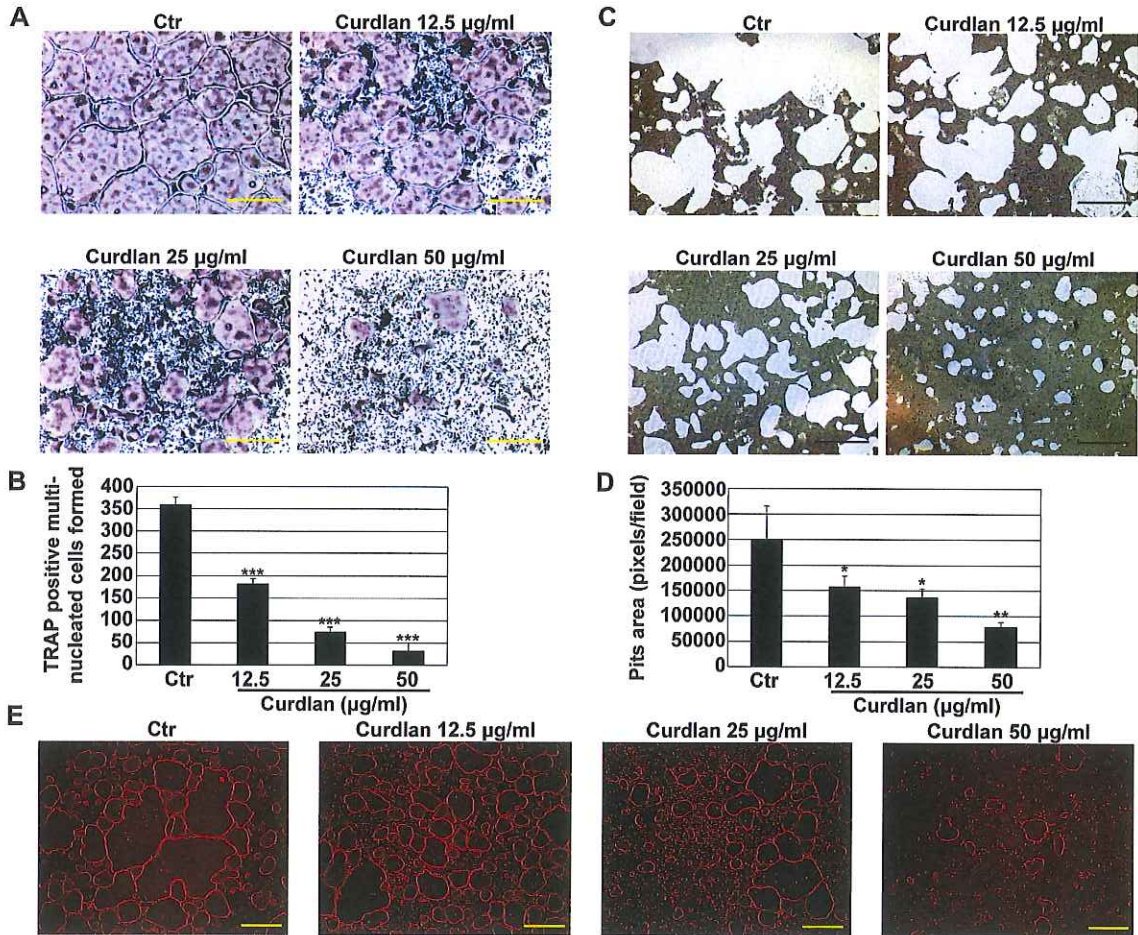 A
Ctr
Curdlan 12.5 µg/ml
Curdlan 25 µg/ml
Curdlan 50 µg/ml
B
TRAP positive multi-
nucleated cells formed
400
350
300
250
200
150
100
50
0
***
***
***
Ctr
12.5
25
50
Curdlan (µg/ml)
C
Ctr
Curdlan 12.5 µg/ml
Curdlan 25 µg/ml
Curdlan 50 µg/ml
D
Pits area (pixels/field)
350000
300000
250000
200000
150000
100000
50000
0
*
*
**
Ctr
12.5
25
50
Curdlan (µg/ml)
E
Ctr
Curdlan 12.5 µg/ml
Curdlan 25 µg/ml
Curdlan 50 µg/ml